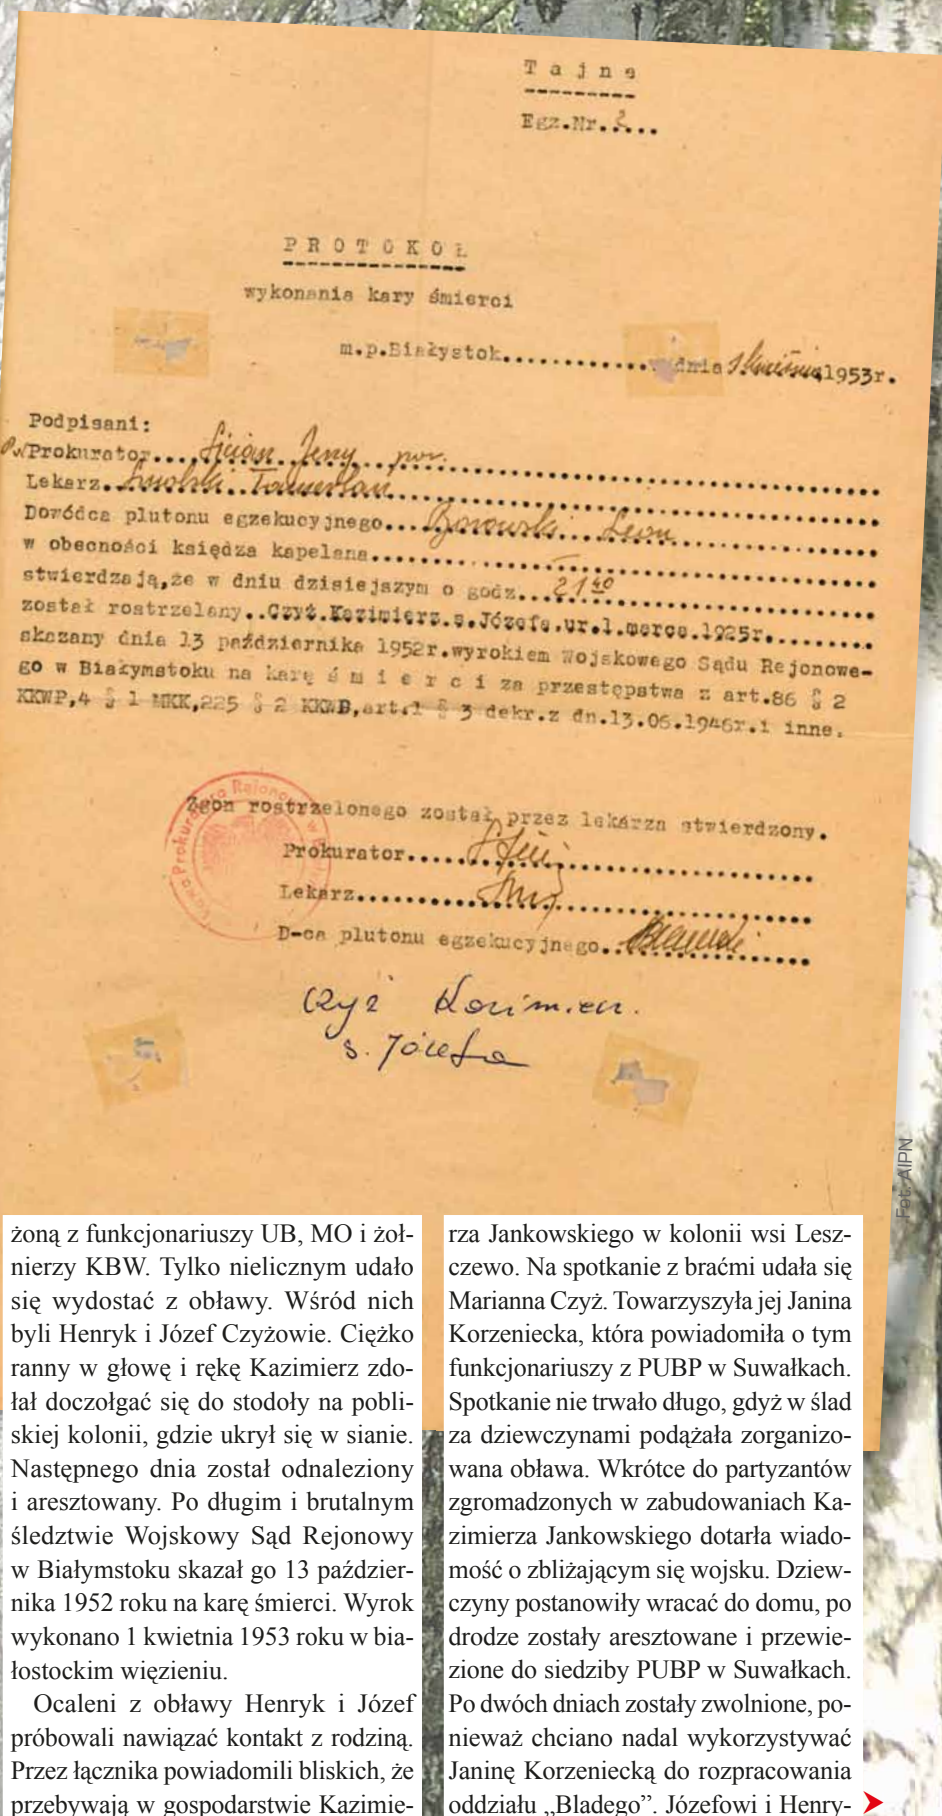 T a j n e
Egz.Nr. 2...
P R O T O K Ó Ł
wykonania kary śmierci
m.p.Białystok.............. dnia 1 kwietnia 1953r.
Podpisani:
Prokurator.... Jerzy por.
Lekarz.
Dowódca plutonu egzekucyjnego... Borowski Leon
w obecności księdza kapelana...... —
stwierdzają,że w dniu dzisiejszym o godz... 21 40
został rostrzelany..Czyż.Kazimierz.s.Józefa.ur.1.marca.1925r.
skazany dnia 13 października 1952r.wyrokiem Wojskowego Sądu Rejonowe-
go w Białymstoku na karę ś m i e r c i za przestępstwa z art.86 § 2
KKWP,4 § 1 MKK,225 § 2 KKWP,art.1 § 3 dekr.z dn.13.06.1946r.i inne.
Zgon rostrzelonego został przez lekarza stwierdzony.
Prokurator....
Lekarz....
D-ca plutonu egzekucyjnego..
Czyż Kazimierz.
s. Józefa
Fot. AIPN
żoną z funkcjonariuszy UB, MO i żoł-
nierzy KBW. Tylko nielicznym udało
się wydostać z obławy. Wśród nich
byli Henryk i Józef Czyżowie. Ciężko
ranny w głowę i rękę Kazimierz zdo-
łał doczołgać się do stodoły na pobli-
skiej kolonii, gdzie ukrył się w sianie.
Następnego dnia został odnaleziony
i aresztowany. Po długim i brutalnym
śledztwie Wojskowy Sąd Rejonowy
w Białymstoku skazał go 13 paździer-
nika 1952 roku na karę śmierci. Wyrok
wykonano 1 kwietnia 1953 roku w bia-
łostockim więzieniu.
Ocaleni z obławy Henryk i Józef
próbowali nawiązać kontakt z rodziną.
Przez łącznika powiadomili bliskich, że
przebywają w gospodarstwie Kazimie-
rza Jankowskiego w kolonii wsi Lesz-
czewo. Na spotkanie z braćmi udała się
Marianna Czyż. Towarzyszyła jej Janina
Korzeniecka, która powiadomiła o tym
funkcjonariuszy z PUBP w Suwałkach.
Spotkanie nie trwało długo, gdyż w ślad
za dziewczynami podążała zorganizo-
wana obława. Wkrótce do partyzantów
zgromadzonych w zabudowaniach Ka-
zimierza Jankowskiego dotarła wiado-
mość o zbliżającym się wojsku. Dziew-
czyny postanowiły wracać do domu, po
drodze zostały aresztowane i przewie-
zione do siedziby PUBP w Suwałkach.
Po dwóch dniach zostały zwolnione, po-
nieważ chciano nadal wykorzystywać
Janinę Korzeniecką do rozpracowania
oddziału „Bladego”. Józefowi i Henry-